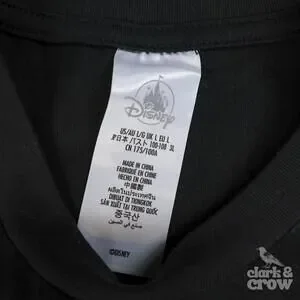 Disney
US/AU L/G UK L EU L
JP 日本 バスト 100-108 3L
CN 175/100A
MADE IN CHINA
FABRIQUÉ EN CHINE
HECHO EN CHINA
中國製
ผลิตในประเทศจีน
DIBUAT DI TIONGKOK
SẢN XUẤT TẠI TRUNG QUỐC
중국산
صنع في الصين
©DISNEY
clark &
crow